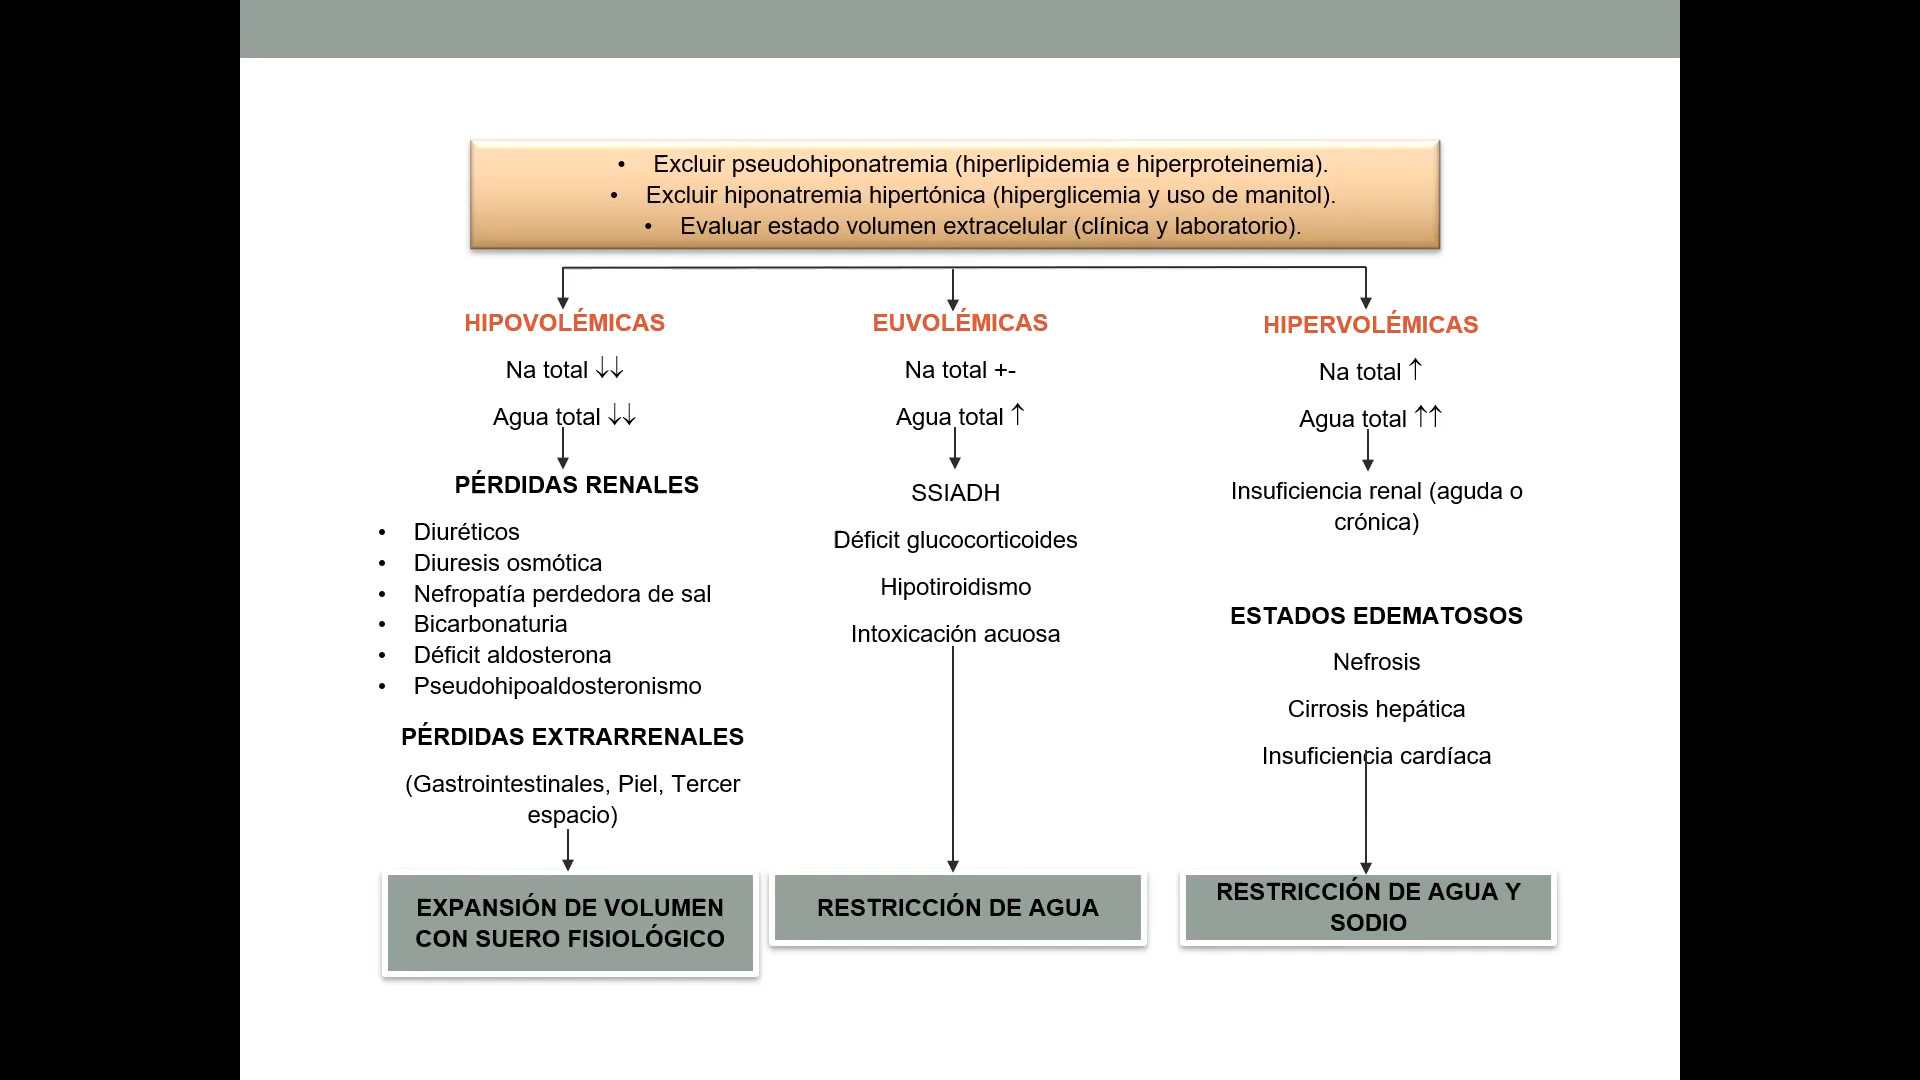 • Excluir pseudohiponatremia (hiperlipidemia e hiperproteinemia).
• Excluir hiponatremia hipertónica (hiperglicemia y uso de manitol).
• Evaluar estado volumen extracelular (clínica y laboratorio).
HIPOVOLÉMICAS
Na total ↓↓
Agua total ↓↓
PÉRDIDAS RENALES
• Diuréticos
• Diuresis osmótica
• Nefropatía perdedora de sal
• Bicarbonaturia
• Déficit aldosterona
• Pseudohipoaldosteronismo
PÉRDIDAS EXTRARRENALES
(Gastrointestinales, Piel, Tercer
espacio)
EXPANSIÓN DE VOLUMEN
CON SUERO FISIOLÓGICO
EUVOLÉMICAS
Na total +-
Agua total ↑
SSIADH
Déficit glucocorticoides
Hipotiroidismo
Intoxicación acuosa
RESTRICCIÓN DE AGUA
HIPERVOLÉMICAS
Na total ↑
Agua total ↑↑
Insuficiencia renal (aguda o
crónica)
ESTADOS EDEMATOSOS
Nefrosis
Cirrosis hepática
Insuficiencia cardíaca
RESTRICCIÓN DE AGUA Y
SODIO